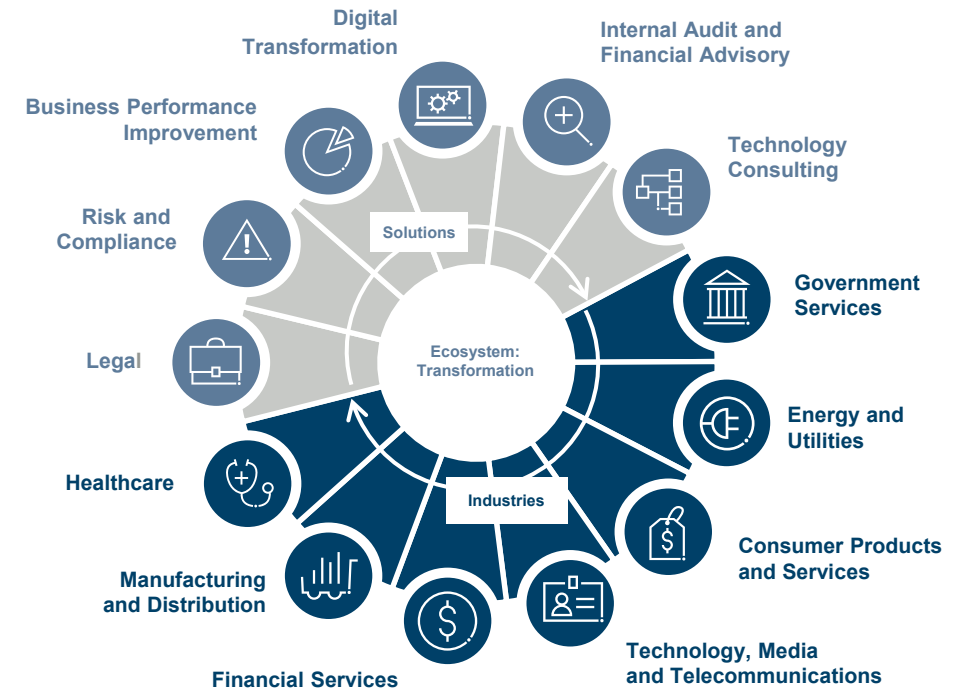 Digital
Transformation
Internal Audit and
Financial Advisory
Business Performance
Improvement
Technology
Consulting
Risk and
Compliance
Solutions
Government
Services
Legal
Ecosystem:
Transformation
Energy and
Utilities
Healthcare
Industries
Consumer Products
and Services
Manufacturing
and Distribution
Technology, Media
and Telecommunications
Financial Services